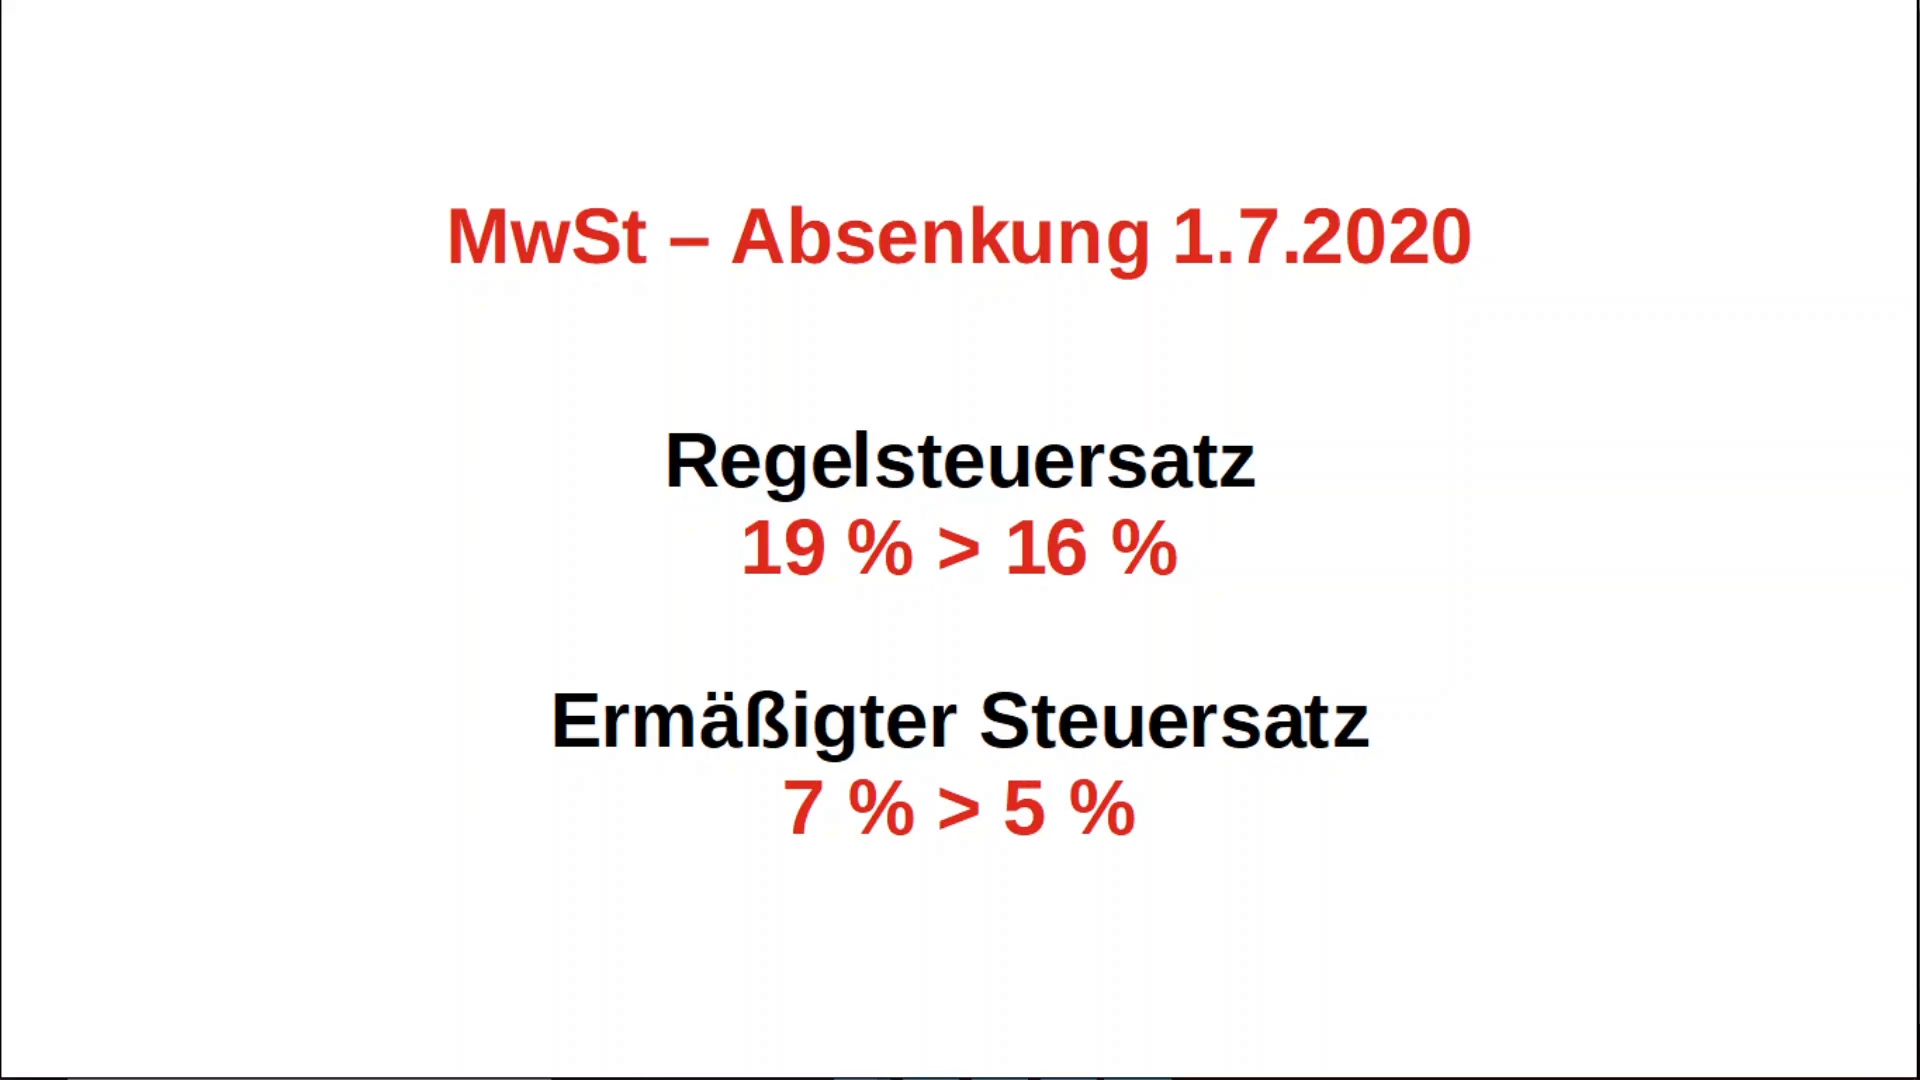 MwSt – Absenkung 1.7.2020
Regelsteuersatz
19 % > 16 %
Ermäßigter Steuersatz
7 % > 5 %